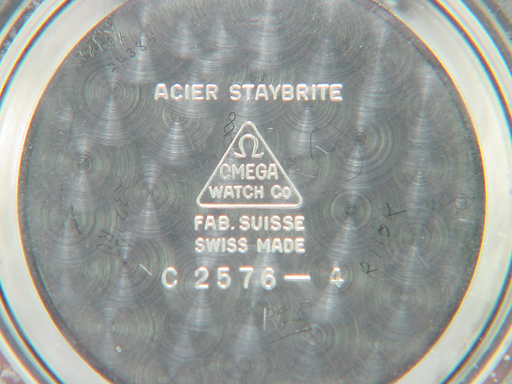 ACIER STAYBRITE
Ω
OMEGA
WATCH Co
FAB. SUISSE
SWISS MADE
C 2576 - 4